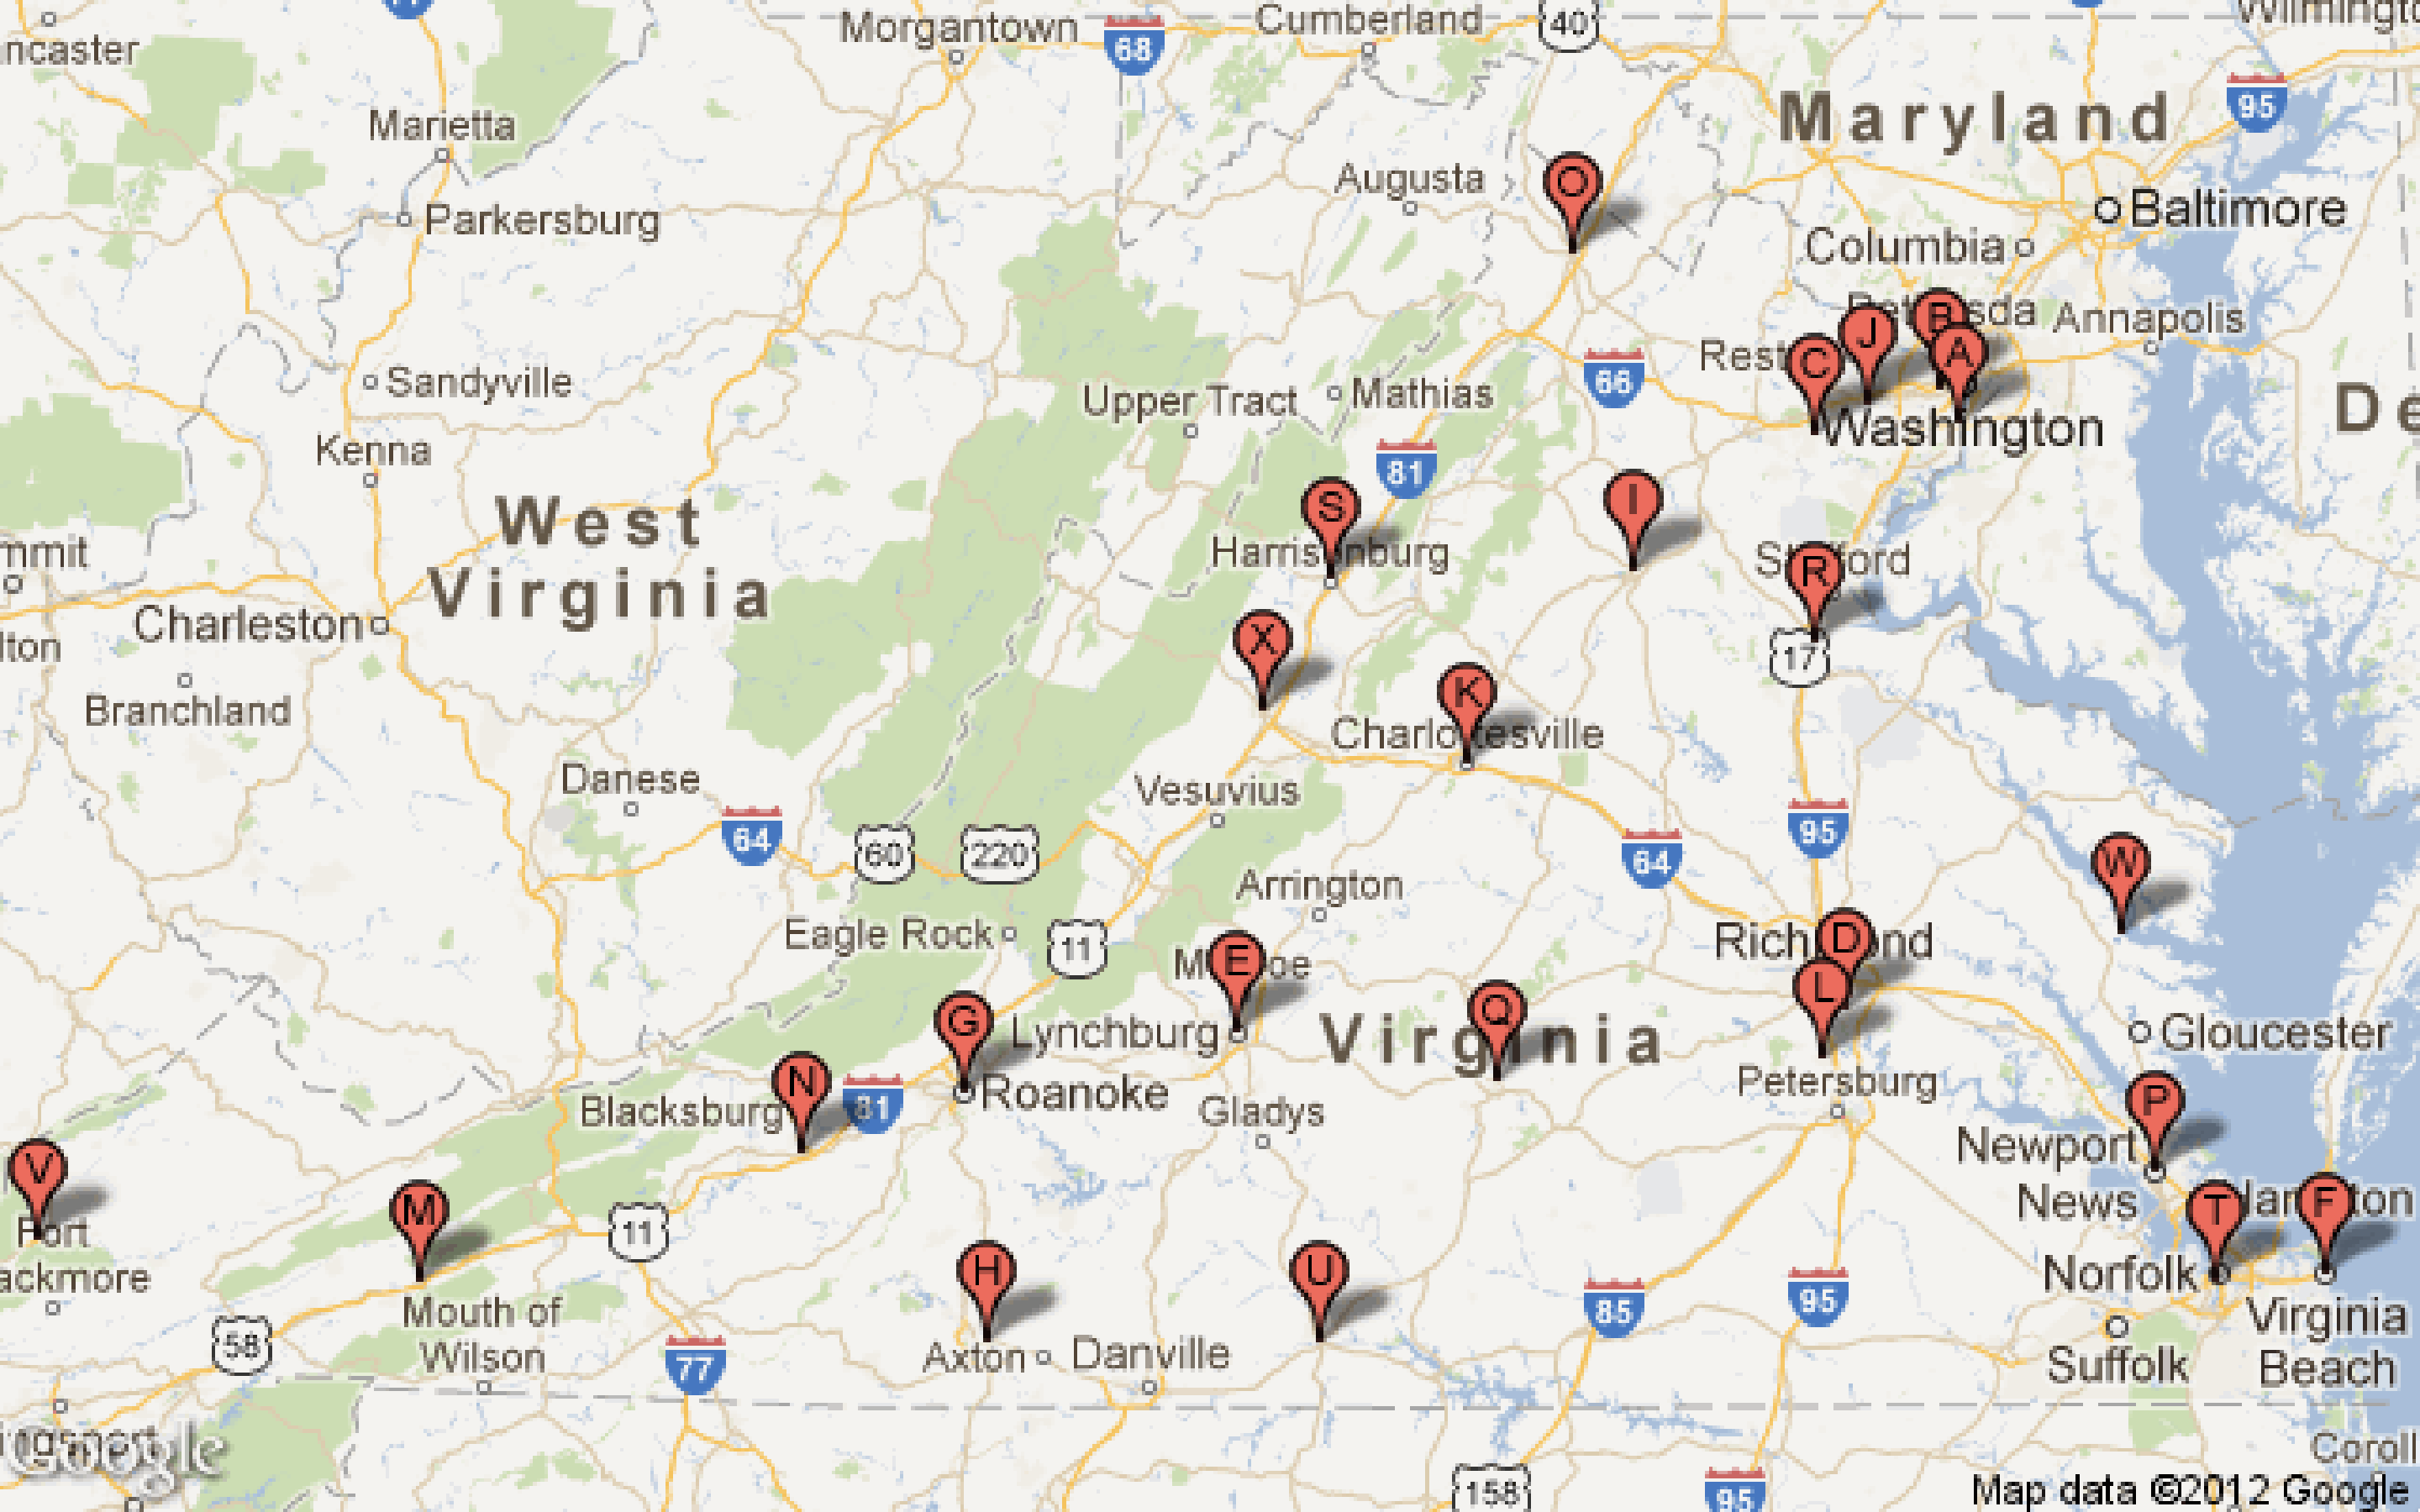 Morgantown
68
Cumberland
40
ncaster
Marietta
Maryland
95
Augusta
O
Parkersburg
Baltimore
Columbia
B
Annapolis
J
Sandyville
66
C
A
Upper Tract
Mathias
Washington
De
Kenna
81
West
Virginia
S
I
Harrisonburg
mmit
Stafford
R
Charleston
lton
X
17
K
Branchland
Charlottesville
Danese
Vesuvius
64
60
220
95
64
W
Arrington
Eagle Rock
11
Richmond
D
E
L
G
Lynchburg
Q
Virginia
Gloucester
N
81
Roanoke
Blacksburg
Gladys
Petersburg
P
V
Newport
News
M
T
F
Fort
ackmore
11
H
U
Norfolk
Mouth of
Wilson
58
77
Axton
Danville
85
95
Suffolk
Virginia
Beach
Google
158
95
Coroll
Map data ©2012 Google